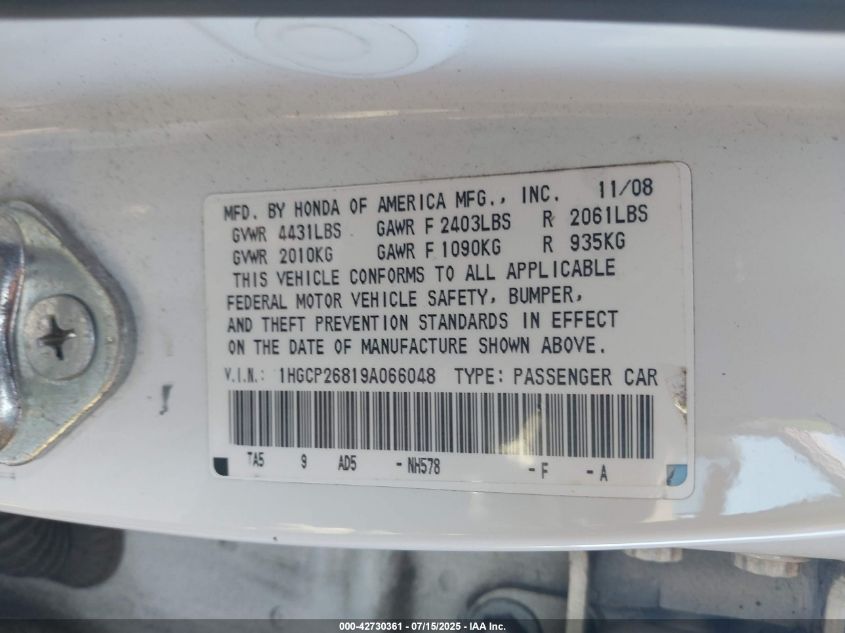 MFD. BY HONDA OF AMERICA MFG., INC. 11/08
GVWR 4431LBS GAWR F 2403LBS R 2061LBS
GVWR 2010KG GAWR F 1090KG R 935KG
THIS VEHICLE CONFORMS TO ALL APPLICABLE
FEDERAL MOTOR VEHICLE SAFETY, BUMPER,
AND THEFT PREVENTION STANDARDS IN EFFECT
ON THE DATE OF MANUFACTURE SHOWN ABOVE.
V.I.N.: 1HGCP26819A066048 TYPE: PASSENGER CAR
TA5 9 AD5 -NH578 -F -A
000-42730361 - 07/15/2025 - IAA Inc.